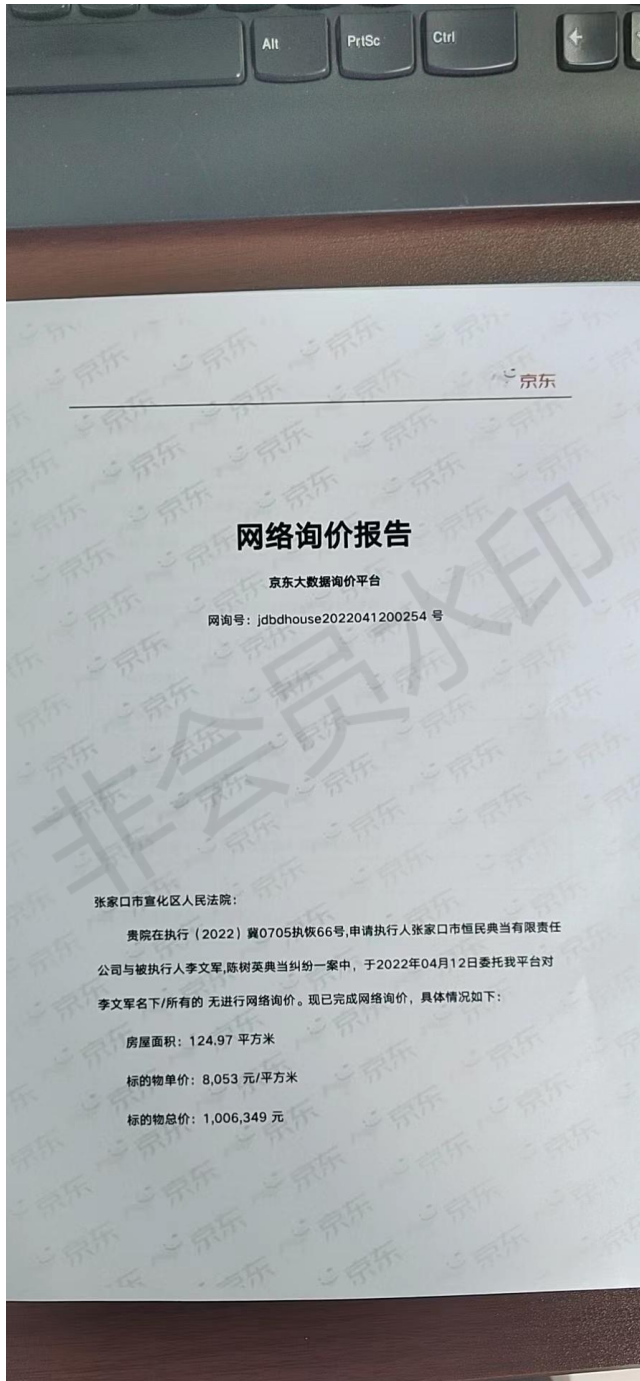 Alt
PrtSc
Ctrl
京东
网络询价报告
京东大数据询价平台
网询号：jdbdhouse2022041200254 号
非会员水印
张家口市宣化区人民法院：
贵院在执行（2022）冀0705执恢66号,申请执行人张家口市恒民典当有限责任
公司与被执行人李文军,陈树英典当纠纷一案中，于2022年04月12日委托我平台对
李文军名下/所有的 无进行网络询价。现已完成网络询价，具体情况如下：
房屋面积：124.97 平方米
标的物单价：8,053 元/平方米
标的物总价：1,006,349 元